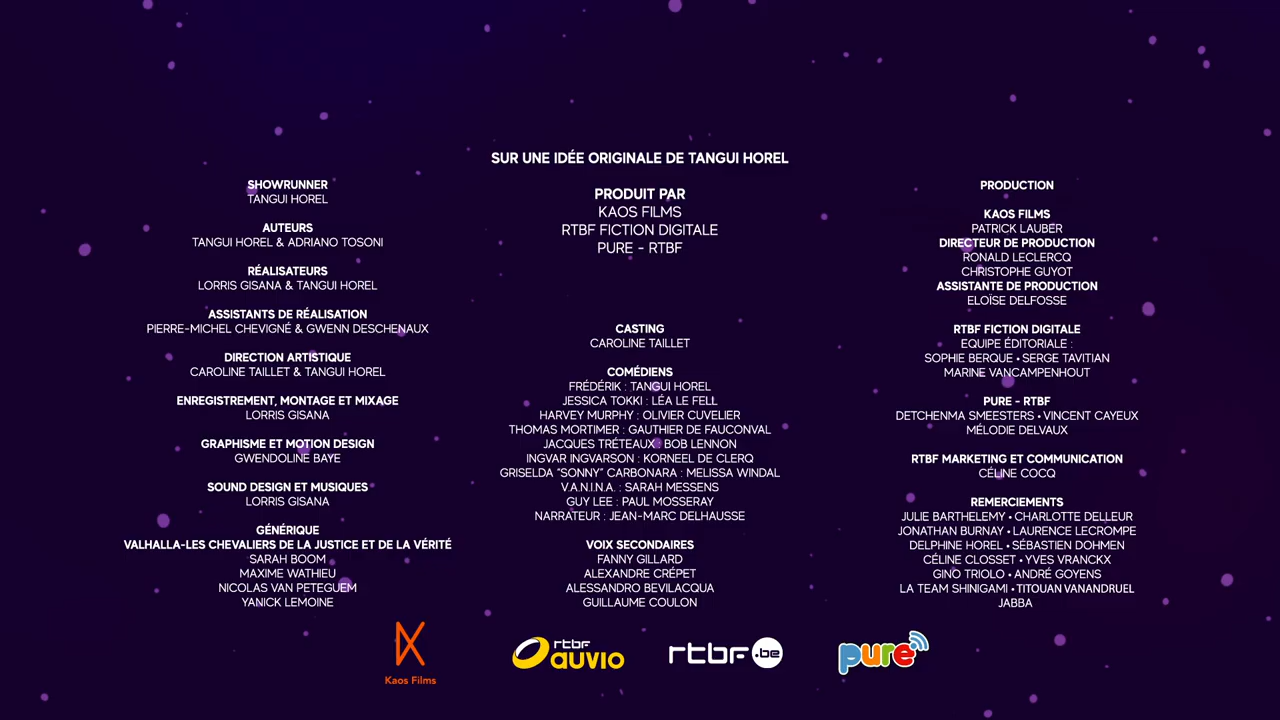 SUR UNE IDÉE ORIGINALE DE TANGUI HOREL
SHOWRUNNER
TANGUI HOREL
AUTEURS
TANGUI HOREL & ADRIANO TOSONI
RÉALISATEURS
LORRIS GISANA & TANGUI HOREL
ASSISTANTS DE RÉALISATION
PIERRE-MICHEL CHEVIGNÉ & GWENN DESCHENAUX
DIRECTION ARTISTIQUE
CAROLINE TAILLET & TANGUI HOREL
ENREGISTREMENT, MONTAGE ET MIXAGE
LORRIS GISANA
GRAPHISME ET MOTION DESIGN
GWENDOLINE BAYE
SOUND DESIGN ET MUSIQUES
LORRIS GISANA
GÉNÉRIQUE
VALHALLA-LES CHEVALIERS DE LA JUSTICE ET DE LA VÉRITÉ
SARAH BOOM
MAXIME WATHIEU
NICOLAS VAN PETEGUEM
YANICK LEMOINE
PRODUIT PAR
KAOS FILMS
RTBF FICTION DIGITALE
PURE - RTBF
CASTING
CAROLINE TAILLET
COMÉDIENS
FRÉDÉRIK : TANGUI HOREL
JESSICA TOKKI : LÉA LE FELL
HARVEY MURPHY : OLIVIER CUVELIER
THOMAS MORTIMER : GAUTHIER DE FAUCONVAL
JACQUES TRÉTEAUX : BOB LENNON
INGVAR INGVARSON : KORNEEL DE CLERQ
GRISELDA “SONNY” CARBONARA : MELISSA WINDAL
V.A.N.I.N.A. : SARAH MESSENS
GUY LEE : PAUL MOSSERAY
NARRATEUR : JEAN-MARC DELHAUSSE
VOIX SECONDAIRES
FANNY GILLARD
ALEXANDRE CRÉPET
ALESSANDRO BEVILACQUA
GUILLAUME COULON
PRODUCTION
KAOS FILMS
PATRICK LAUBER
DIRECTEUR DE PRODUCTION
RONALD LECLERCQ
CHRISTOPHE GUYOT
ASSISTANTE DE PRODUCTION
ELOÏSE DELFOSSE
RTBF FICTION DIGITALE
EQUIPE ÉDITORIALE :
SOPHIE BERQUE • SERGE TAVITIAN
MARINE VANCAMPENHOUT
PURE - RTBF
DETCHENMA SMEESTERS • VINCENT CAYEUX
MÉLODIE DELVAUX
RTBF MARKETING ET COMMUNICATION
CÉLINE COCQ
REMERCIEMENTS
JULIE BARTHELEMY • CHARLOTTE DELLEUR
JONATHAN BURNAY • LAURENCE LECROMPE
DELPHINE HOREL • SÉBASTIEN DOHMEN
CÉLINE CLOSSET • YVES VRANCKX
GINO TRIOLO • ANDRÉ GOYENS
LA TEAM SHINIGAMI • TITOUAN VANANDRUEL
JABBA
Kaos Films
rtbf
auvio
rtbf.be
pure